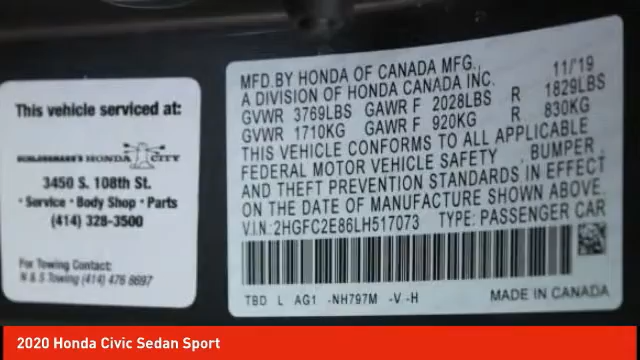 This vehicle serviced at:
HONDA CITY
3450 S. 108th St.
• Service • Body Shop • Parts
(414) 328-3500
For Towing Contact:
N & S Towing (414) 476 8697
MFD. BY HONDA OF CANADA MFG., 11/19
A DIVISION OF HONDA CANADA INC.
GVWR 3769LBS GAWR F 2028LBS R 1829LBS
GVWR 1710KG GAWR F 920KG R 830KG
THIS VEHICLE CONFORMS TO ALL APPLICABLE
FEDERAL MOTOR VEHICLE SAFETY , BUMPER ,
AND THEFT PREVENTION STANDARDS IN EFFECT
ON THE DATE OF MANUFACTURE SHOWN ABOVE.
V.I.N.:2HGFC2E86LH517073 TYPE: PASSENGER CAR
TBD L AG1 -NH797M -V -H MADE IN CANADA
2020 Honda Civic Sedan Sport